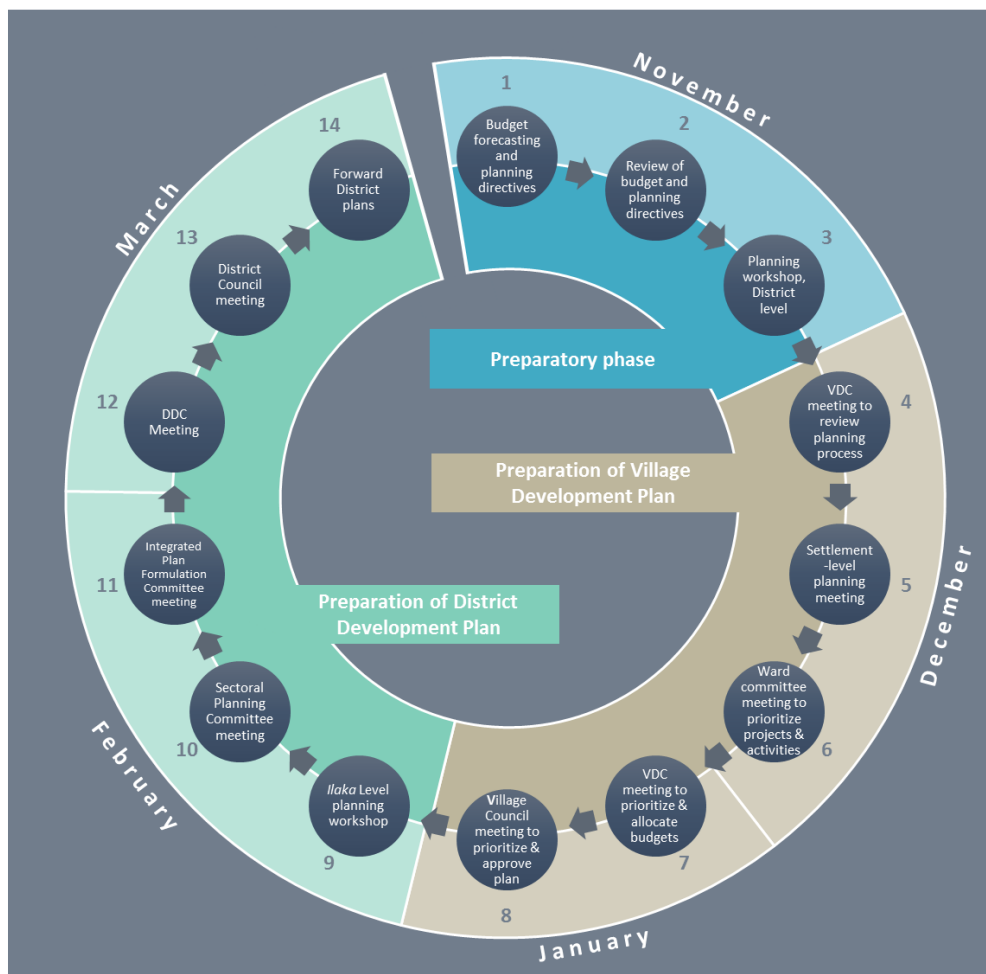 November
1
Budget
forecasting
and
planning
directives
2
Review of
budget and
planning
directives
3
Planning
workshop,
District
level
Preparatory phase
December
4
VDC
meeting to
review
planning
process
5
Settlement
-level
planning
meeting
6
Ward
committee
meeting to
prioritize
projects &
activities
Preparation of Village
Development Plan
January
7
VDC
meeting to
prioritize &
allocate
budgets
8
Village
Council
meeting to
prioritize &
approve
plan
Preparation of District
Development Plan
February
9
Ilaka Level
planning
workshop
10
Sectoral
Planning
Committee
meeting
11
Integrated
Plan
Formulation
Committee
meeting
March
12
DDC
Meeting
13
District
Council
meeting
14
Forward
District
plans